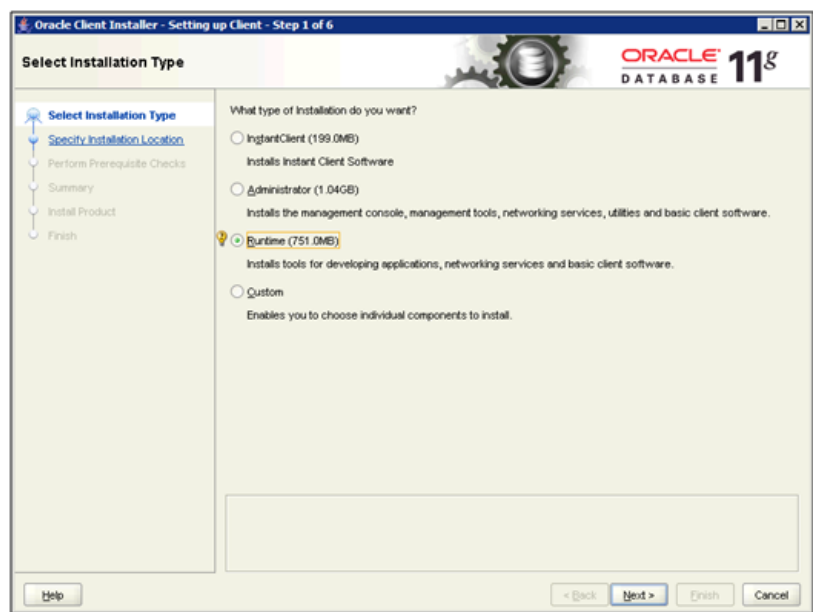 Oracle Client Installer - Setting up Client - Step 1 of 6
Select Installation Type
ORACLE
DATABASE
11g
Select Installation Type
Specify Installation Location
Perform Prerequisite Checks
Summary
Install Product
Finish
What type of Installation do you want?
InstantClient (199.0MB)
Installs Instant Client Software
Administrator (1.04GB)
Installs the management console, management tools, networking services, utilities and basic client software.
Runtime (751.0MB)
Installs tools for developing applications, networking services and basic client software.
Custom
Enables you to choose individual components to install.
Help
< Back
Next >
Finish
Cancel